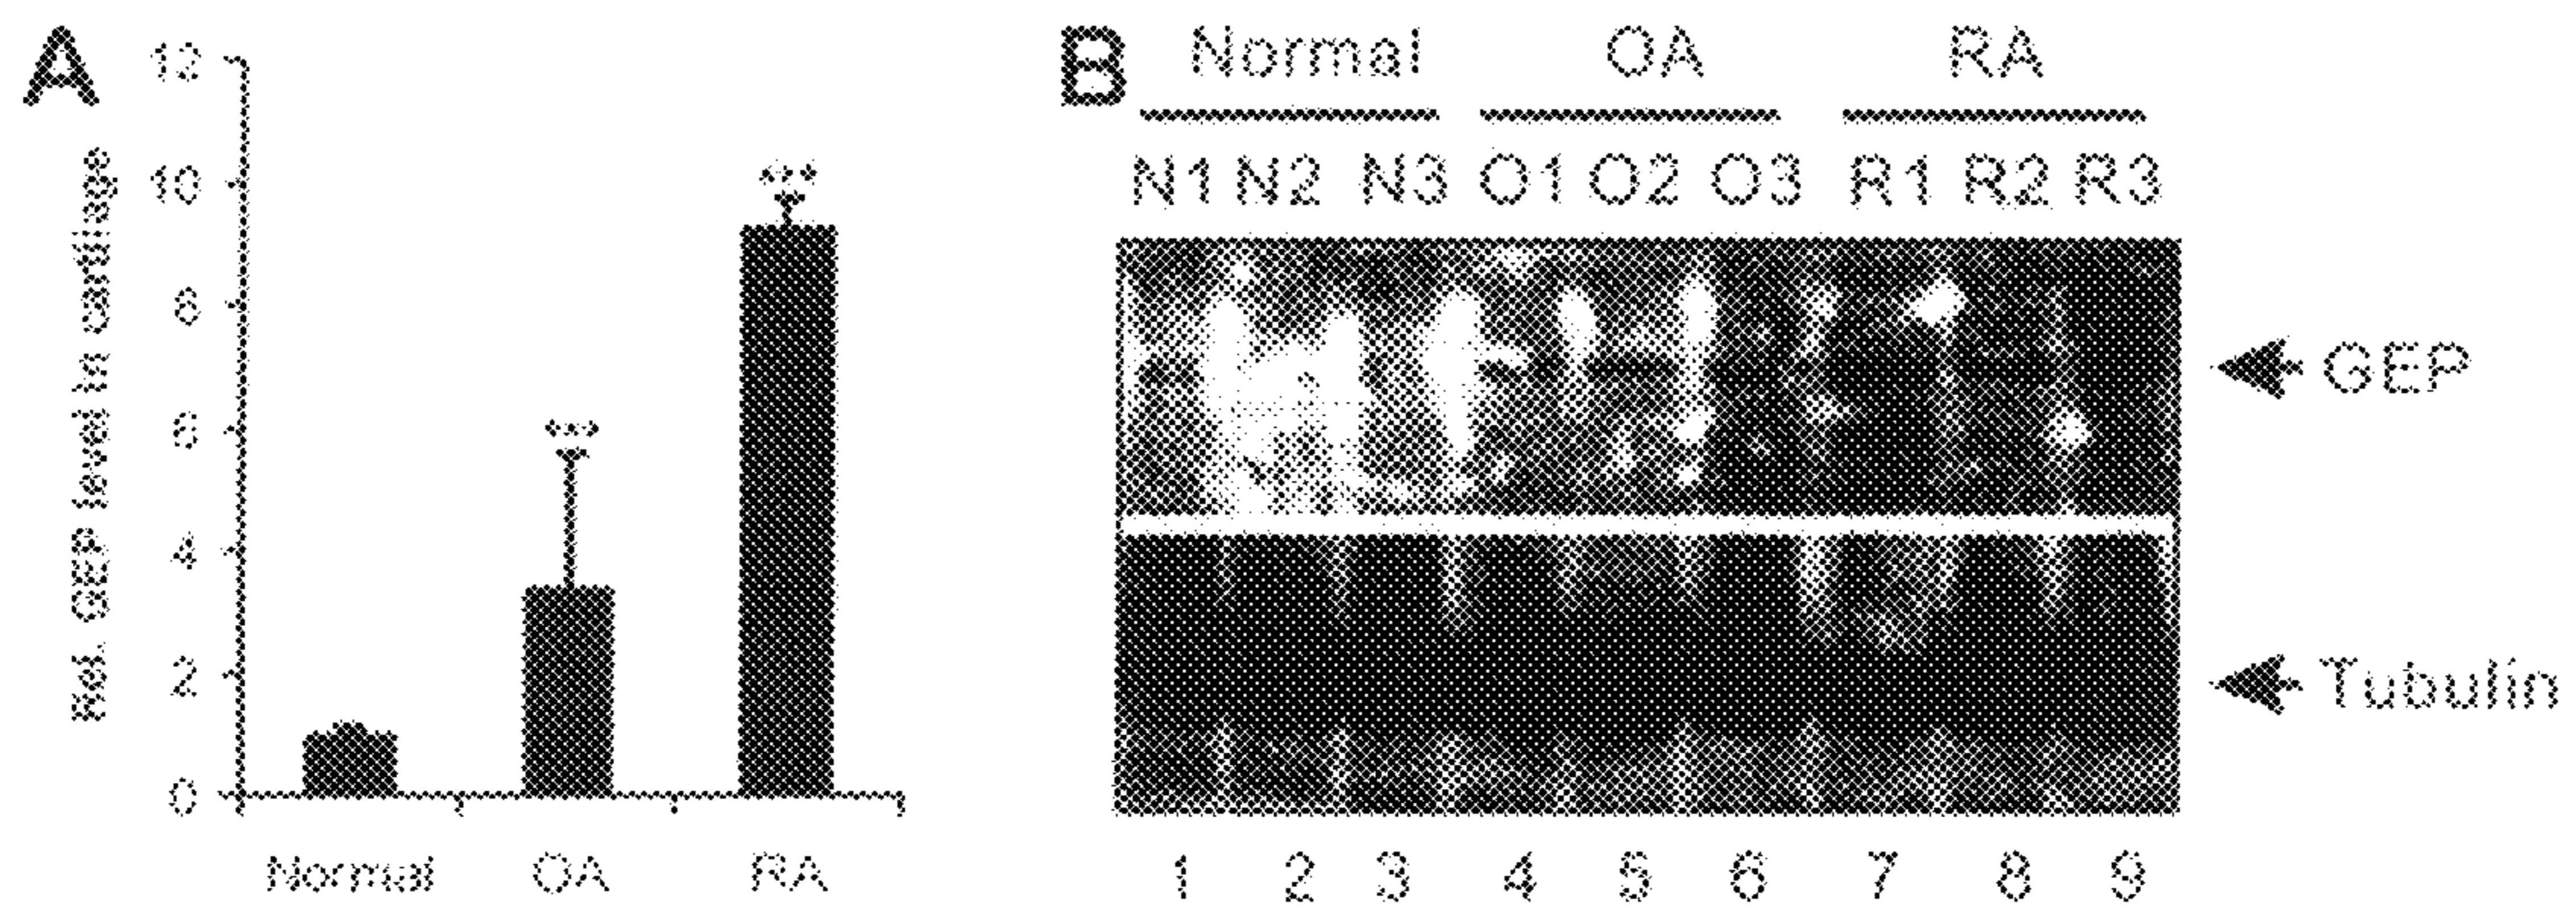 A
12
10
8
6
4
2
0
Rel. GEP level in cartilage
Normal OA RA
B
Normal OA RA
N1 N2 N3 O1 O2 O3 R1 R2 R3
GEP
Tubulin
1 2 3 4 5 6 7 8 9